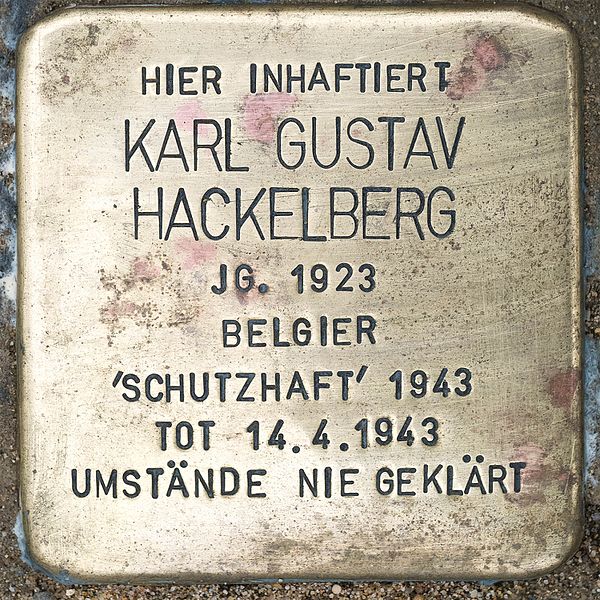 HIER INHAFTIERT
KARL GUSTAV
HACKELBERG
JG. 1923
BELGIER
'SCHUTZHAFT' 1943
TOT 14.4.1943
UMSTÄNDE NIE GEKLÄRT